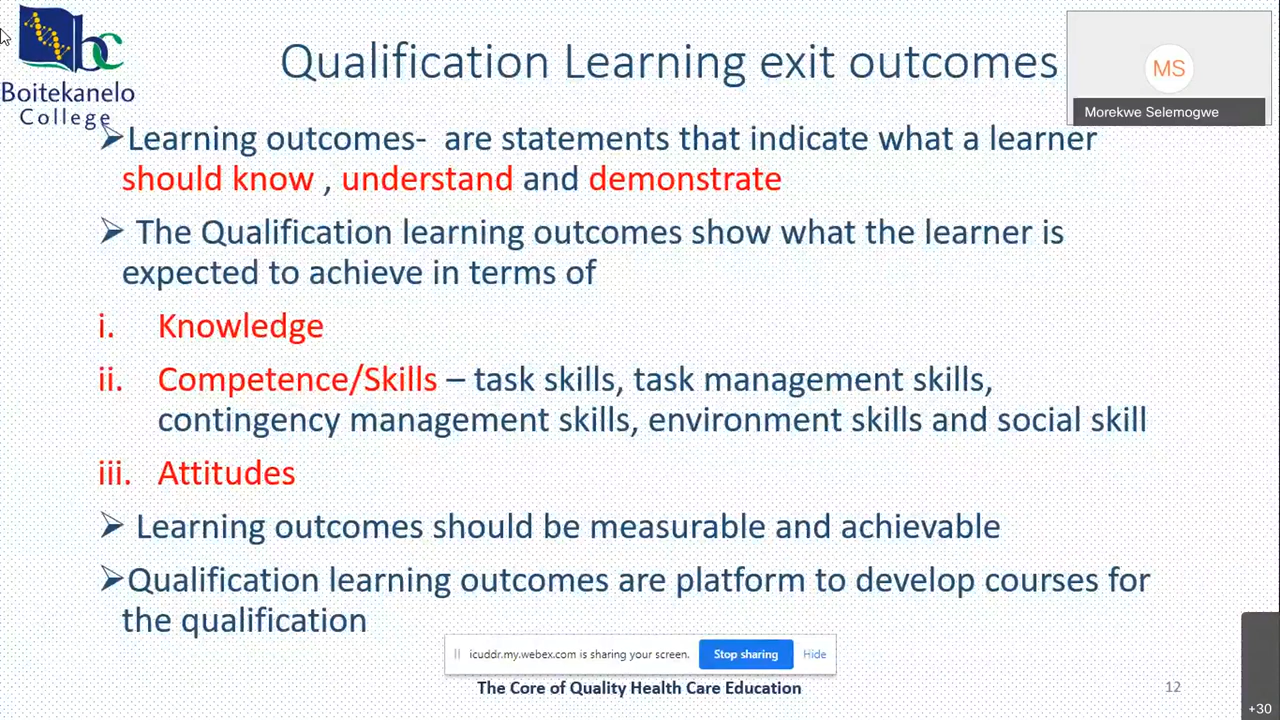 bc
Boitekanelo
College
Qualification Learning exit outcomes
MS
Morekwe Selemogwe
➢Learning outcomes- are statements that indicate what a learner
should know , understand and demonstrate
➢ The Qualification learning outcomes show what the learner is
expected to achieve in terms of
i. Knowledge
ii. Competence/Skills – task skills, task management skills,
contingency management skills, environment skills and social skill
iii. Attitudes
➢ Learning outcomes should be measurable and achievable
➢Qualification learning outcomes are platform to develop courses for
the qualification
icuddr.my.webex.com is sharing your screen. Stop sharing Hide
The Core of Quality Health Care Education
12
+30